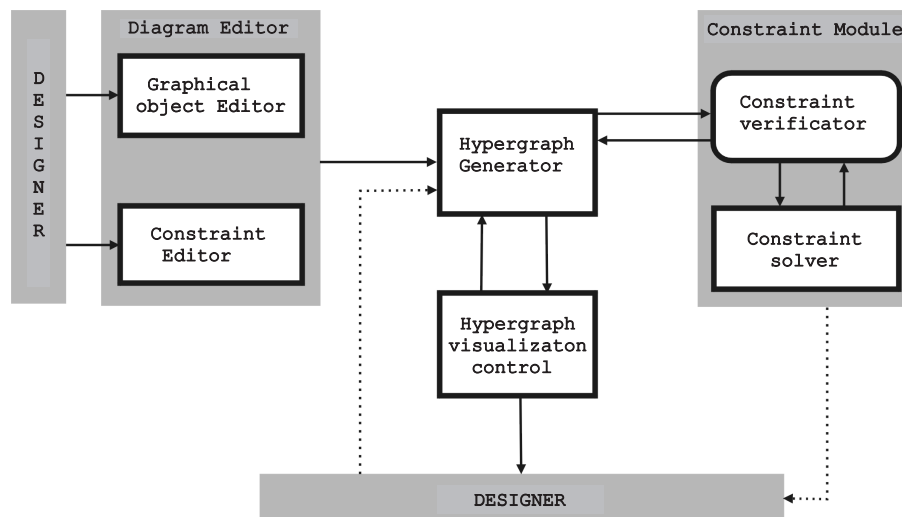 Diagram Editor
Constraint Module
DESIGNER
Graphical
object Editor
Constraint
verificator
Hypergraph
Generator
Constraint
Editor
Constraint
solver
Hypergraph
visualizaton
control
DESIGNER